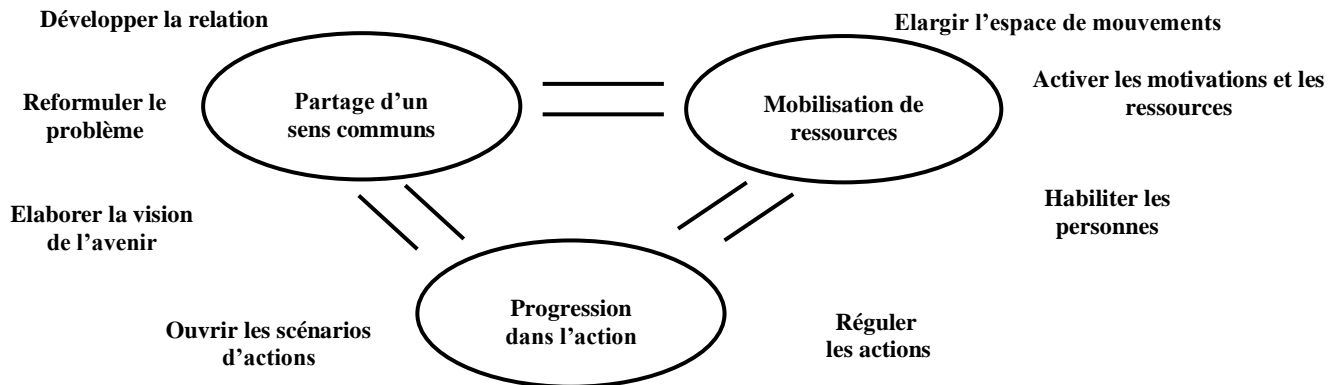 Développer la relation
Elargir l’espace de mouvements
Reformuler le
problème
Partage d’un
sens communs
Mobilisation de
ressources
Activer les motivations et les
ressources
Elaborer la vision
de l’avenir
Habiliter les
personnes
Ouvrir les scénarios
d’actions
Progression
dans l’action
Réguler
les actions